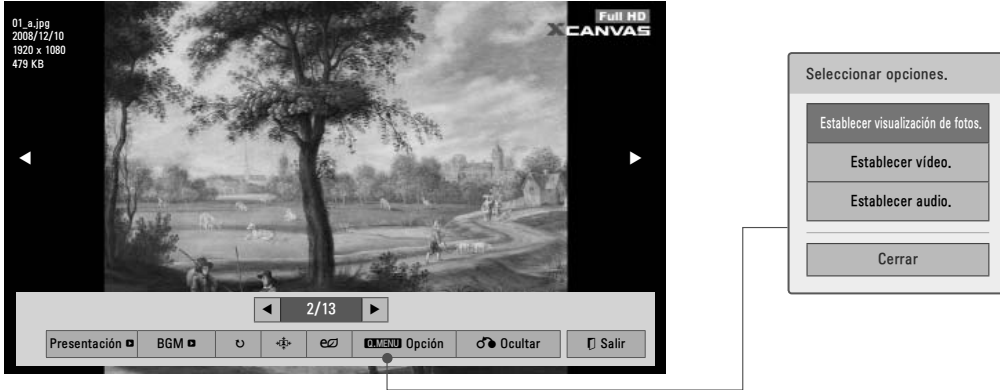 01_a.jpg
2008/12/10
1920 x 1080
479 KB
Full HD
XCANVAS
2/13
Presentación
BGM
Q.MENU Opción
Ocultar
Salir
Seleccionar opciones.
Establecer visualización de fotos.
Establecer vídeo.
Establecer audio.
Cerrar